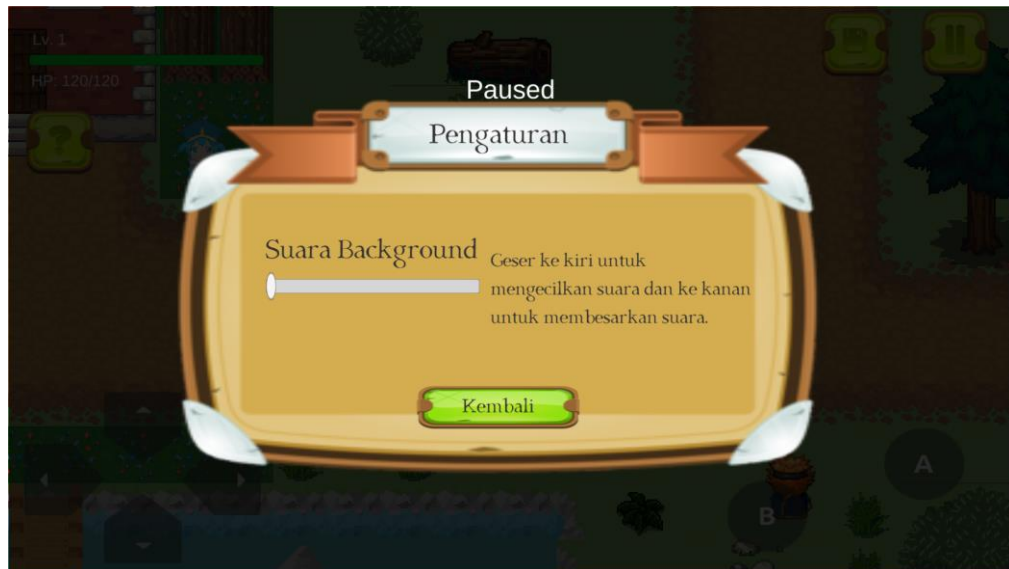 Lv. 1
HP: 120/120
?
Paused
Pengaturan
Suara Background
Geser ke kiri untuk
mengecilkan suara dan ke kanan
untuk membesarkan suara.
Kembali
A
B